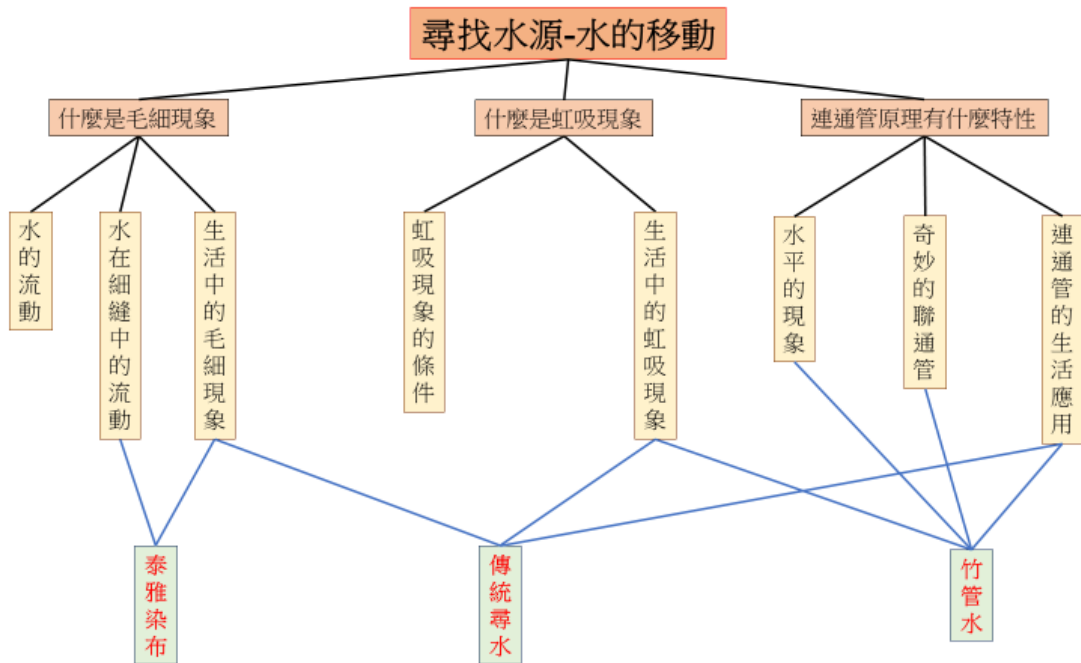 尋找水源-水的移動
什麼是毛細現象
什麼是虹吸現象
連通管原理有什麼特性
水的流動
水在細縫中的流動
生活中的毛細現象
虹吸現象的條件
生活中的虹吸現象
水平的現象
奇妙的聯通管
連通管的生活應用
泰雅染布
傳統尋水
竹管水